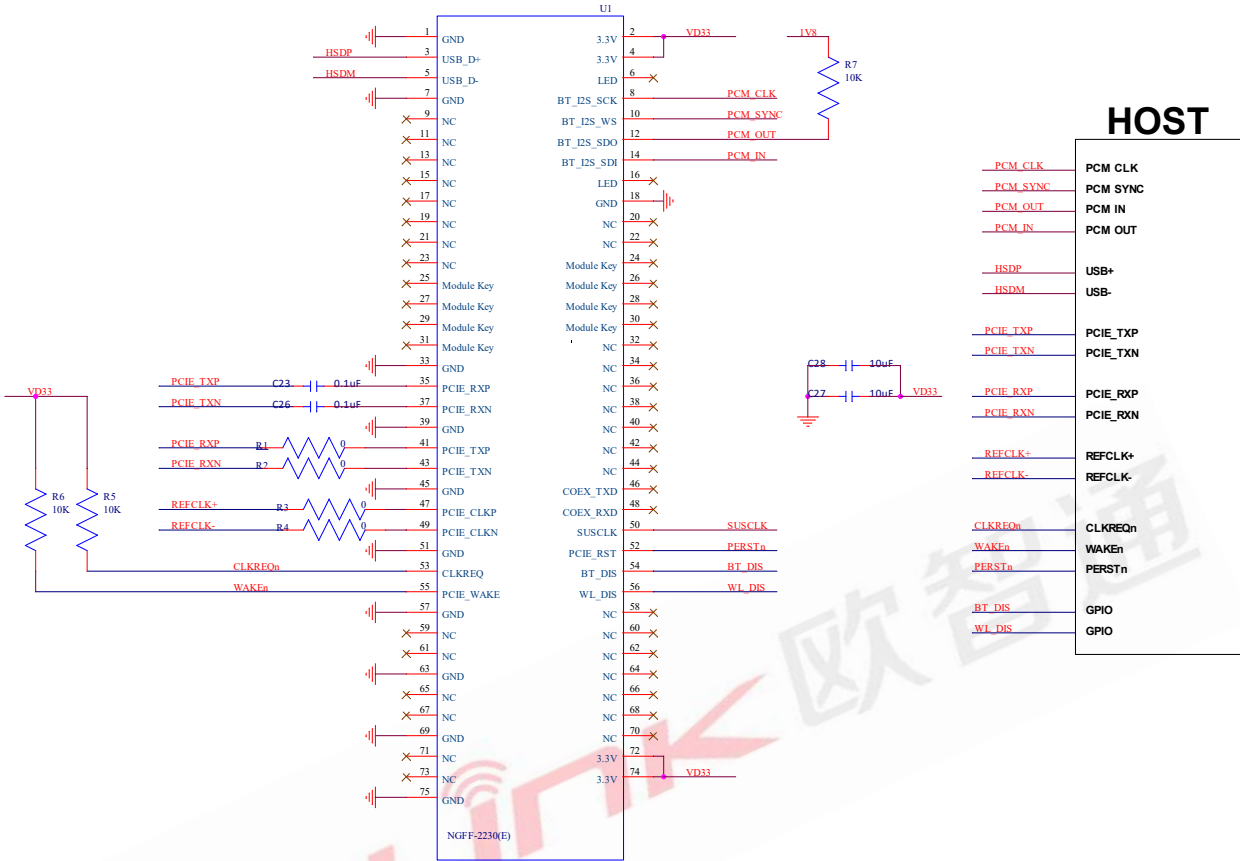 U1
1 GND
3 USB_D+
5 USB_D-
7 GND
9 NC
11 NC
13 NC
15 NC
17 NC
19 NC
21 NC
23 NC
25 Module Key
27 Module Key
29 Module Key
31 Module Key
33 GND
35 PCIE_RXP
37 PCIE_RXN
39 GND
41 PCIE_TXP
43 PCIE_TXN
45 GND
47 PCIE_CLKP
49 PCIE_CLKN
51 GND
53 CLKREQ
55 PCIE_WAKE
57 GND
59 NC
61 NC
63 GND
65 NC
67 NC
69 GND
71 NC
73 NC
75 GND
NGFF-2230(E)
3.3V 2
3.3V 4
LED 6
BT_I2S_SCK 8
BT_I2S_WS 10
BT_I2S_SDO 12
BT_I2S_SDI 14
LED 16
GND 18
NC 20
NC 22
Module Key 24
Module Key 26
Module Key 28
Module Key 30
NC 32
NC 34
NC 36
NC 38
NC 40
NC 42
NC 44
COEX_TXD 46
COEX_RXD 48
SUSCLK 50
PCIE_RST 52
BT_DIS 54
WL_DIS 56
NC 58
NC 60
NC 62
NC 64
NC 66
NC 68
NC 70
3.3V 72
3.3V 74
HSDP
HSDM
PCIE_TXP C23 0.1uF
PCIE_TXN C26 0.1uF
PCIE_RXP R1 0
PCIE_RXN R2 0
REFCLK+ R3 0
REFCLK- R4 0
VD33
R6 10K
R5 10K
CLKREQn
WAKEn
VD33
1V8
R7
10K
PCM_CLK
PCM_SYNC
PCM_OUT
PCM_IN
C28 10uF
C27 10uF VD33
SUSCLK
PERSTn
BT_DIS
WL_DIS
VD33
HOST
PCM_CLK PCM CLK
PCM_SYNC PCM SYNC
PCM_OUT PCM IN
PCM_IN PCM OUT
HSDP USB+
HSDM USB-
PCIE_TXP PCIE_TXP
PCIE_TXN PCIE_TXN
PCIE_RXP PCIE_RXP
PCIE_RXN PCIE_RXN
REFCLK+ REFCLK+
REFCLK- REFCLK-
CLKREQn CLKREQn
WAKEn WAKEn
PERSTn PERSTn
BT_DIS GPIO
WL_DIS GPIO
欧智通